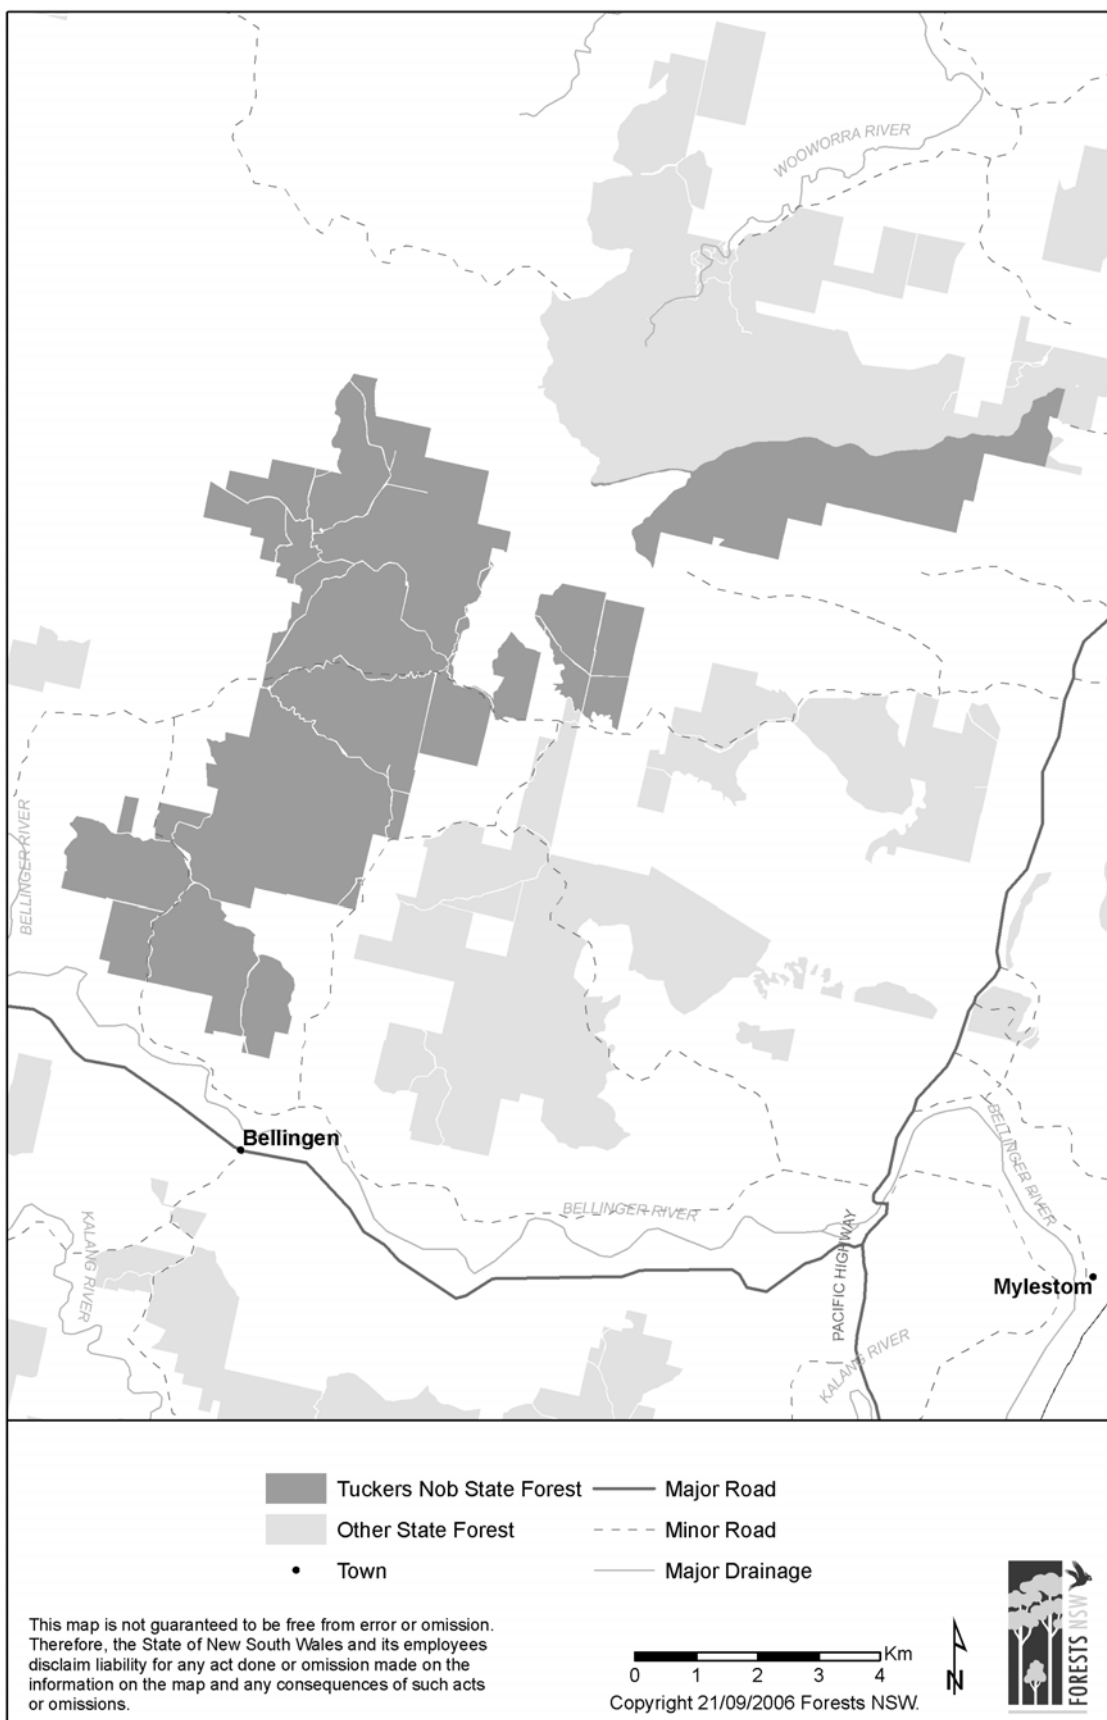 WOOWORRA RIVER
BELLINGER RIVER
Bellingen
BELLINGER RIVER
BELLINGER RIVER
KALANG RIVER
PACIFIC HIGHWAY
Mylestom
KALANG RIVER
Tuckers Nob State Forest
Major Road
Other State Forest
Minor Road
Town
Major Drainage
This map is not guaranteed to be free from error or omission.
Therefore, the State of New South Wales and its employees
disclaim liability for any act done or omission made on the
information on the map and any consequences of such acts
or omissions.
Km
0 1 2 3 4
Copyright 21/09/2006 Forests NSW.
N
FORESTS NSW